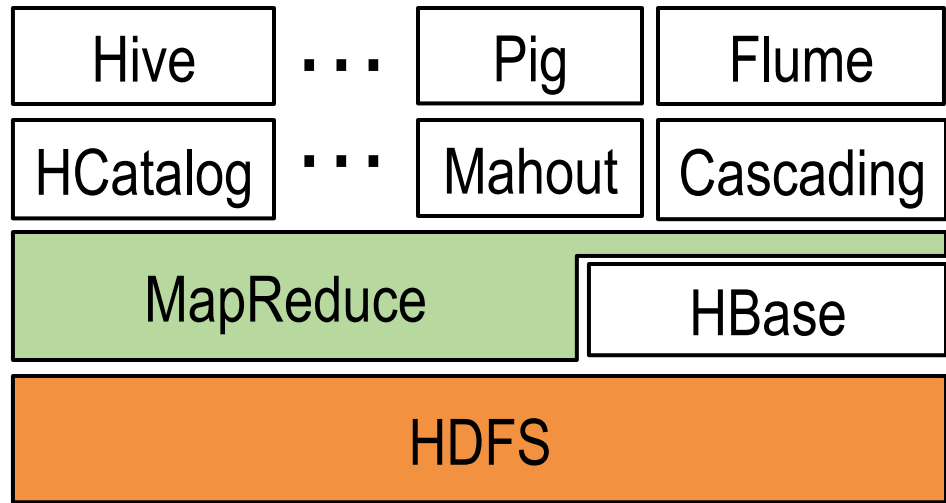 Hive ... Pig Flume
HCatalog ... Mahout Cascading
MapReduce
HBase
HDFS